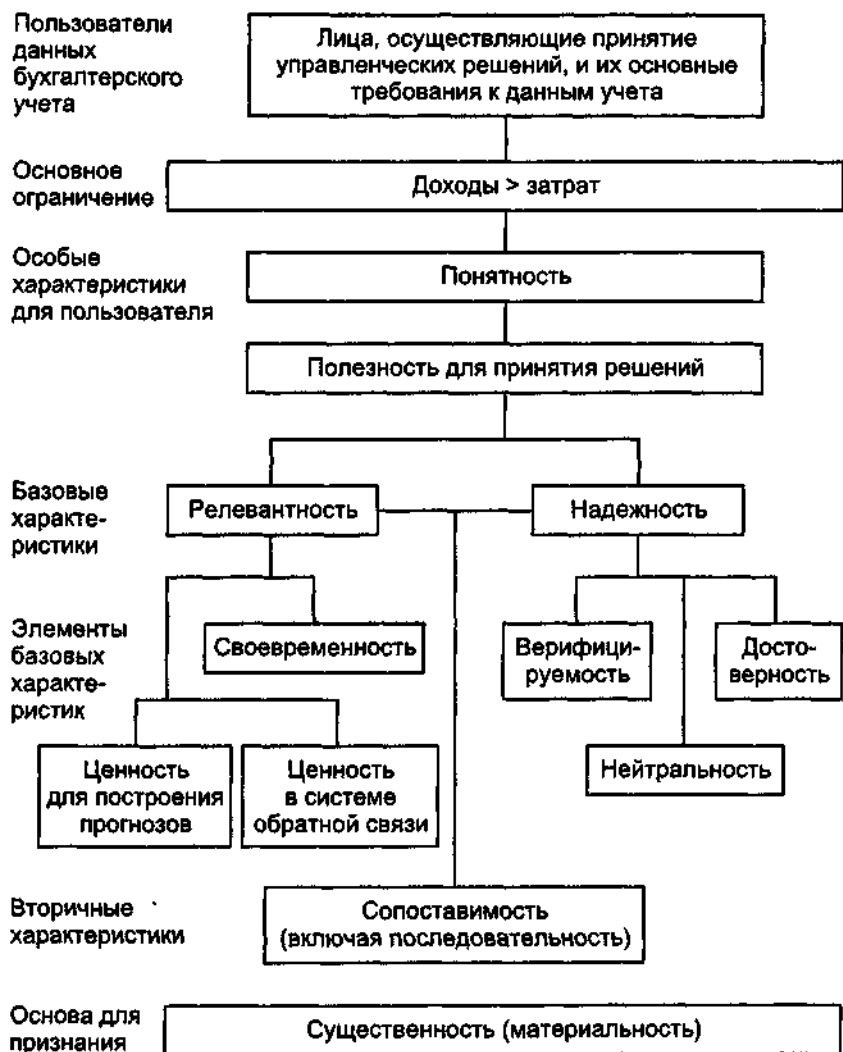 Пользователи
данных
бухгалтерского
учета
Лица, осуществляющие принятие
управленческих решений, и их основные
требования к данным учета
Основное
ограничение
Доходы > затрат
Особые
характеристики
для пользователя
Понятность
Полезность для принятия решений
Базовые
характе-
ристики
Релевантность
Надежность
Элементы
базовых
характе-
ристик
Своевременность
Верифици-
руемость
Досто-
верность
Ценность
для построения
прогнозов
Ценность
в системе
обратной связи
Нейтральность
Вторичные
характеристики
Сопоставимость
(включая последовательность)
Основа для
признания
Существенность (материальность)